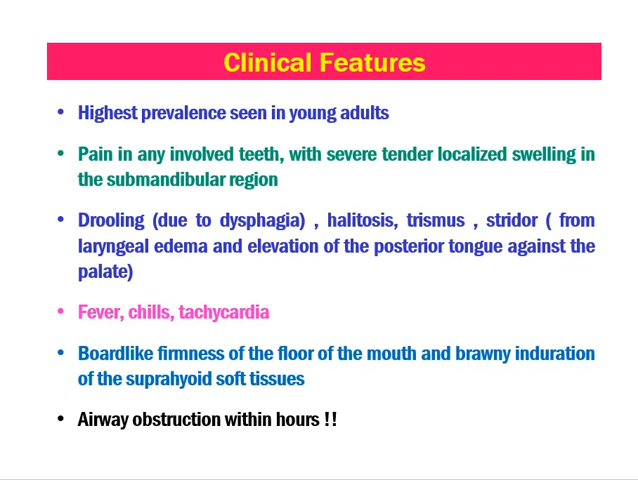 Clinical Features
• Highest prevalence seen in young adults
• Pain in any involved teeth, with severe tender localized swelling in
the submandibular region
• Drooling (due to dysphagia) , halitosis, trismus , stridor ( from
laryngeal edema and elevation of the posterior tongue against the
palate)
• Fever, chills, tachycardia
• Boardlike firmness of the floor of the mouth and brawny induration
of the suprahyoid soft tissues
• Airway obstruction within hours !!